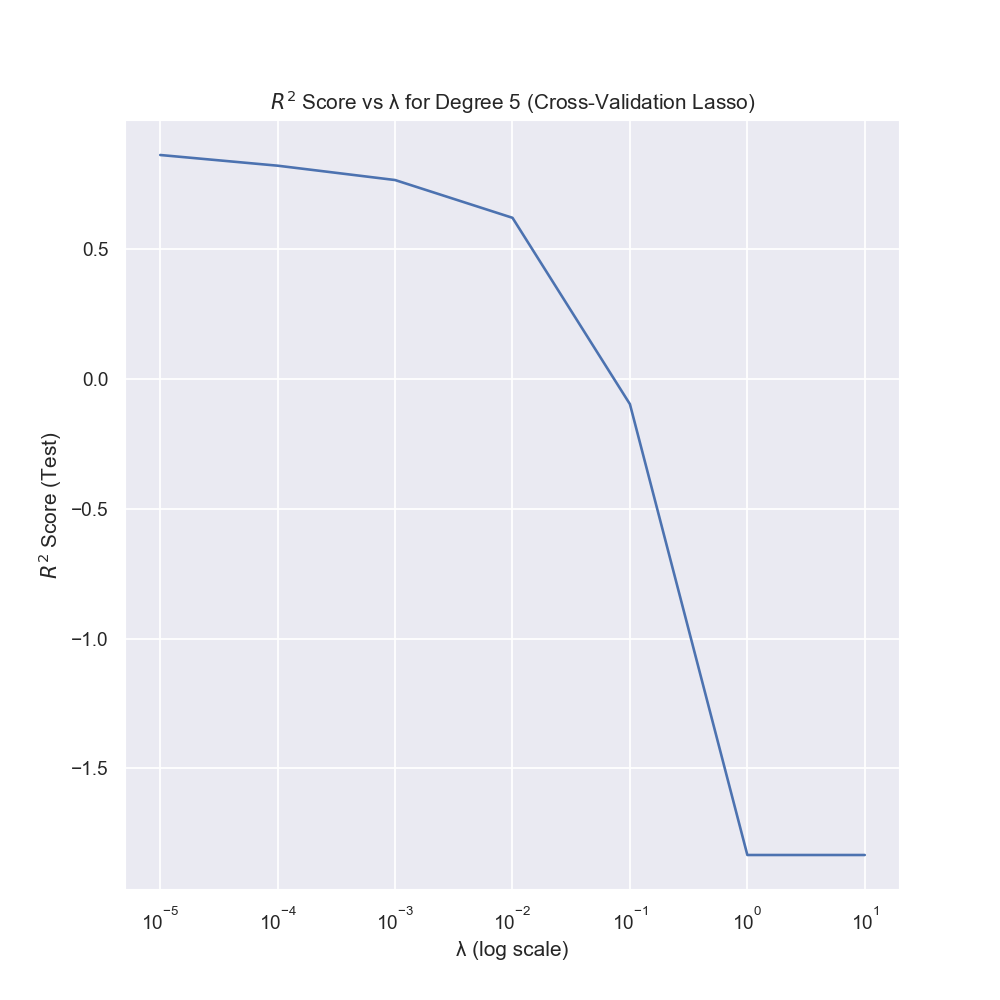 R² Score vs λ for Degree 5 (Cross-Validation Lasso)
R² Score (Test)
0.5
0.0
−0.5
−1.0
−1.5
10⁻⁵ 10⁻⁴ 10⁻³ 10⁻² 10⁻¹ 10⁰ 10¹
λ (log scale)